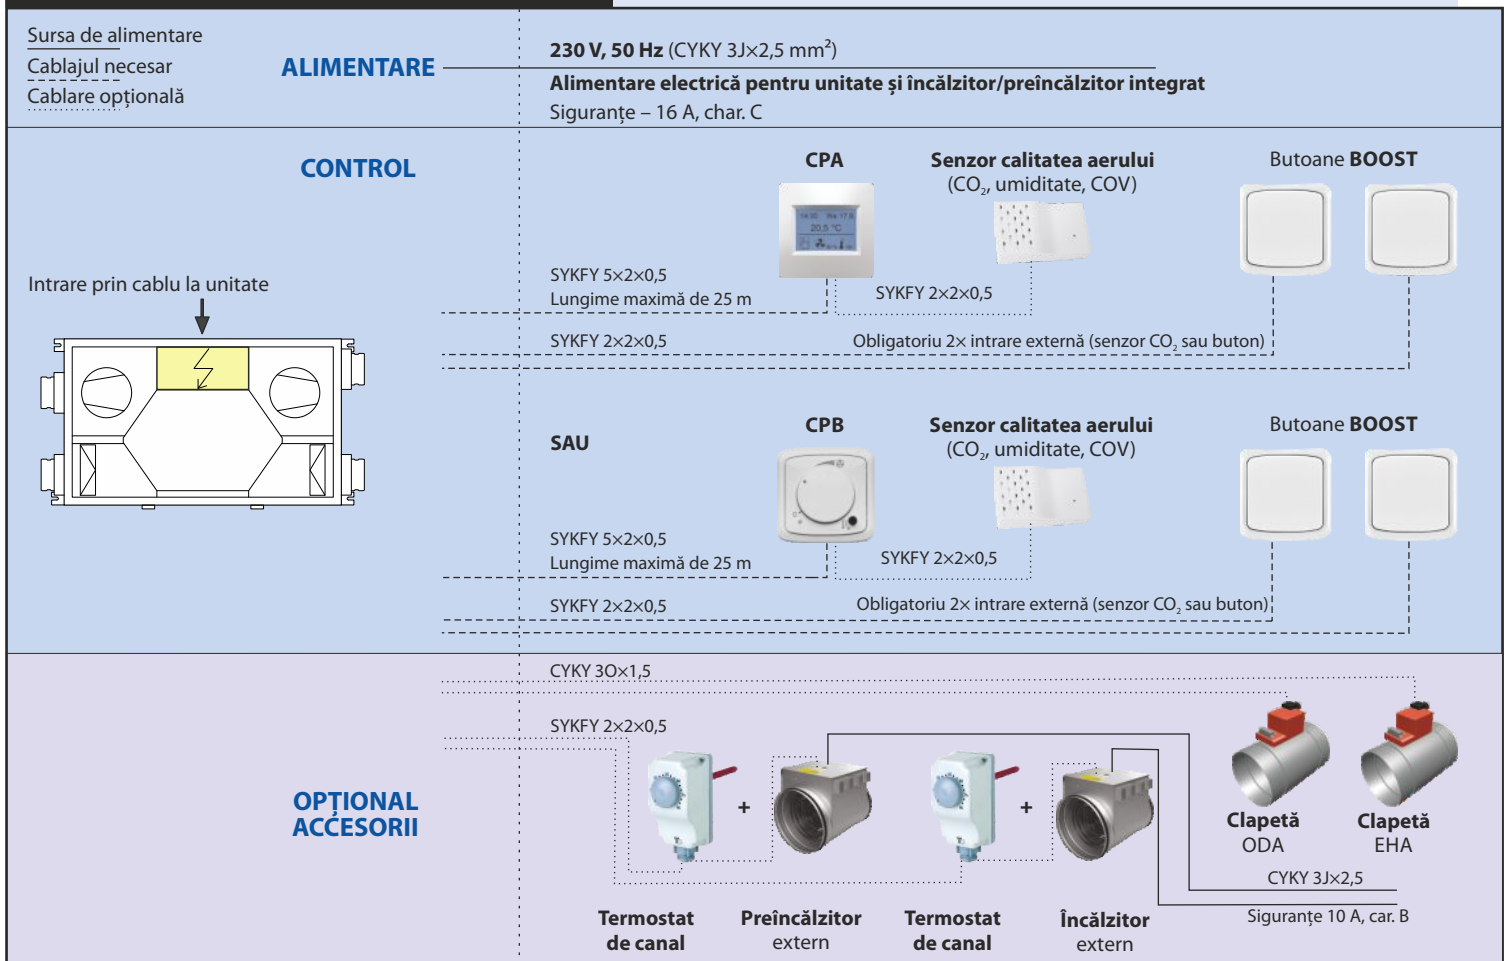 Sursa de alimentare
Cablajul necesar
Cablare opțională
ALIMENTARE
230 V, 50 Hz (CYKY 3J×2,5 mm²)
Alimentare electrică pentru unitate și încălzitor/preîncălzitor integrat
Siguranțe – 16 A, char. C
CONTROL
CPA
Senzor calitatea aerului
(CO₂, umiditate, COV)
Butoane BOOST
14:30 We 17.9
20,5 °C
Intrare prin cablu la unitate
SYKFY 5×2×0,5
Lungime maximă de 25 m
SYKFY 2×2×0,5
SYKFY 2×2×0,5
Obligatoriu 2× intrare externă (senzor CO₂ sau buton)
SAU
CPB
Senzor calitatea aerului
(CO₂, umiditate, COV)
Butoane BOOST
SYKFY 5×2×0,5
Lungime maximă de 25 m
SYKFY 2×2×0,5
SYKFY 2×2×0,5
Obligatoriu 2× intrare externă (senzor CO₂ sau buton)
CYKY 3O×1,5
SYKFY 2×2×0,5
OPȚIONAL
ACCESORII
+
+
Clapetă
ODA
Clapetă
EHA
CYKY 3J×2,5
Siguranțe 10 A, car. B
Termostat
de canal
Preîncălzitor
extern
Termostat
de canal
Încălzitor
extern